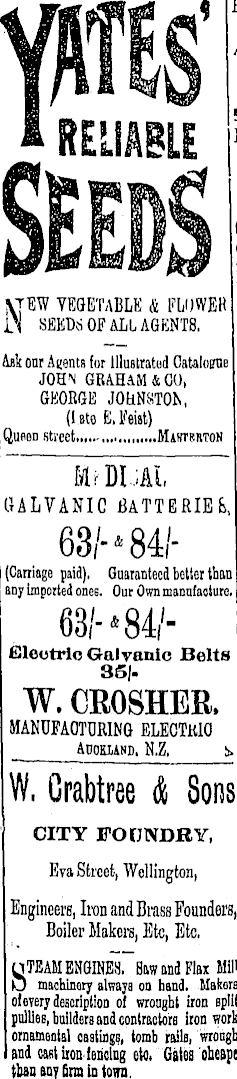 YATES'
RELIABLE
SEEDS
NEW VEGETABLE & FLOWER
SEEDS OF ALL AGENTS.
Ask our Agents for Illustrated Catalogue
JOHN GRAHAM & CO,
GEORGE JOHNSTON,
(late E. Feist)
Queen street...............MASTERTON
MEDICAL
GALVANIC BATTERIES,
63/- & 84/-
(Carriage paid). Guaranteed better than
any imported ones. Our Own manufacture.
63/- & 84/-
Electric Galvanic Belts
35/-
W. CROSHER,
MANUFACTURING ELECTRIC
AUCKLAND, N.Z.
W. Crabtree & Sons
CITY FOUNDRY,
Eva Street, Wellington,
Engineers, Iron and Brass Founders,
Boiler Makers, Etc, Etc.
STEAM ENGINES. Saw and Flax Mill
machinery always on hand. Makers
of every description of wrought iron split
pullies, builders and contractors iron work
ornamental castings, tomb rails, wrough
and cast iron fencing etc. Gates cheape
than any firm in town.